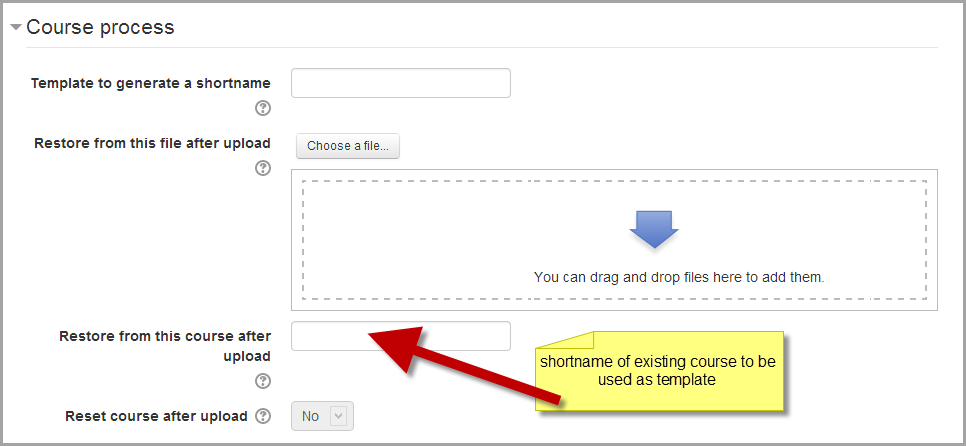 Course process
Template to generate a shortname
?
Restore from this file after upload
Choose a file...
?
You can drag and drop files here to add them.
Restore from this course after
upload
?
shortname of existing course to be
used as template
Reset course after upload ?
No